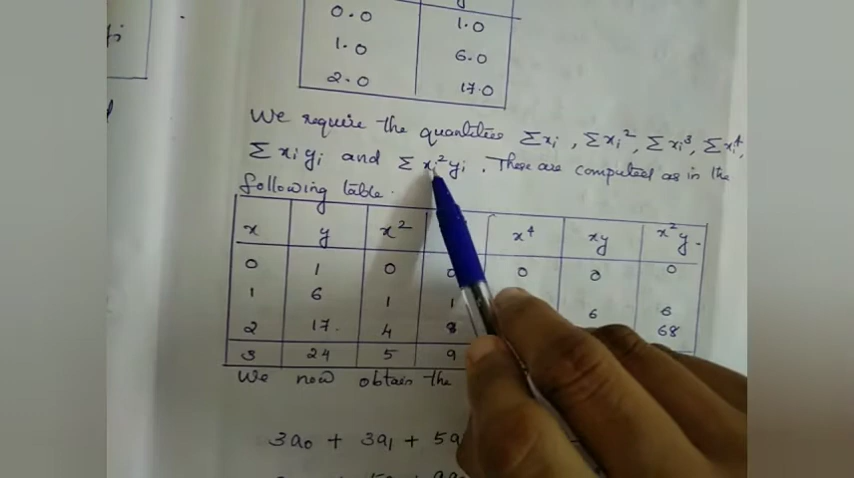 y
0.0 1.0
1.0 6.0
2.0 17.0
We require the quantities Σxi, Σxi², Σxi³, Σxi⁴,
Σxiyi and Σxi²yi. These are computed as in the
following table.
x y x² x⁴ xy x²y
0 1 0 0 0 0 0
1 6 1 1 6 6
2 17 4 8 68
3 24 5 9
We now obtain the
3a₀ + 3a₁ + 5a